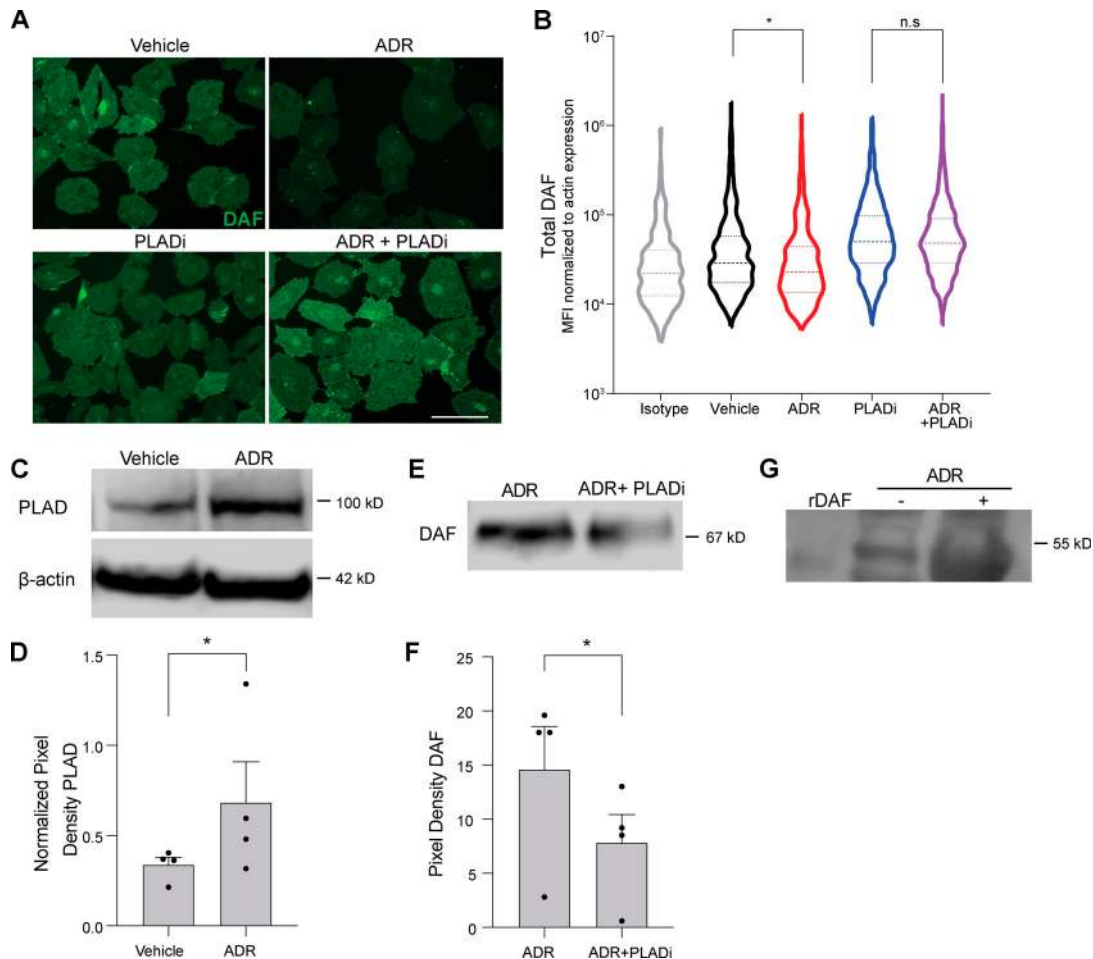 A
Vehicle
ADR
DAF
PLADi
ADR + PLADi
B
Total DAF
MFI normalized to actin expression
10⁷
10⁶
10⁵
10⁴
10³
*
n.s
Isotype
Vehicle
ADR
PLADi
ADR
+PLADi
C
Vehicle
ADR
PLAD
100 kD
β-actin
42 kD
E
ADR
ADR+ PLADi
DAF
67 kD
G
ADR
rDAF
-
+
55 kD
D
Normalized Pixel
Density PLAD
1.5
1.0
0.5
0.0
*
Vehicle
ADR
F
Pixel Density DAF
25
20
15
10
5
0
*
ADR
ADR+PLADi